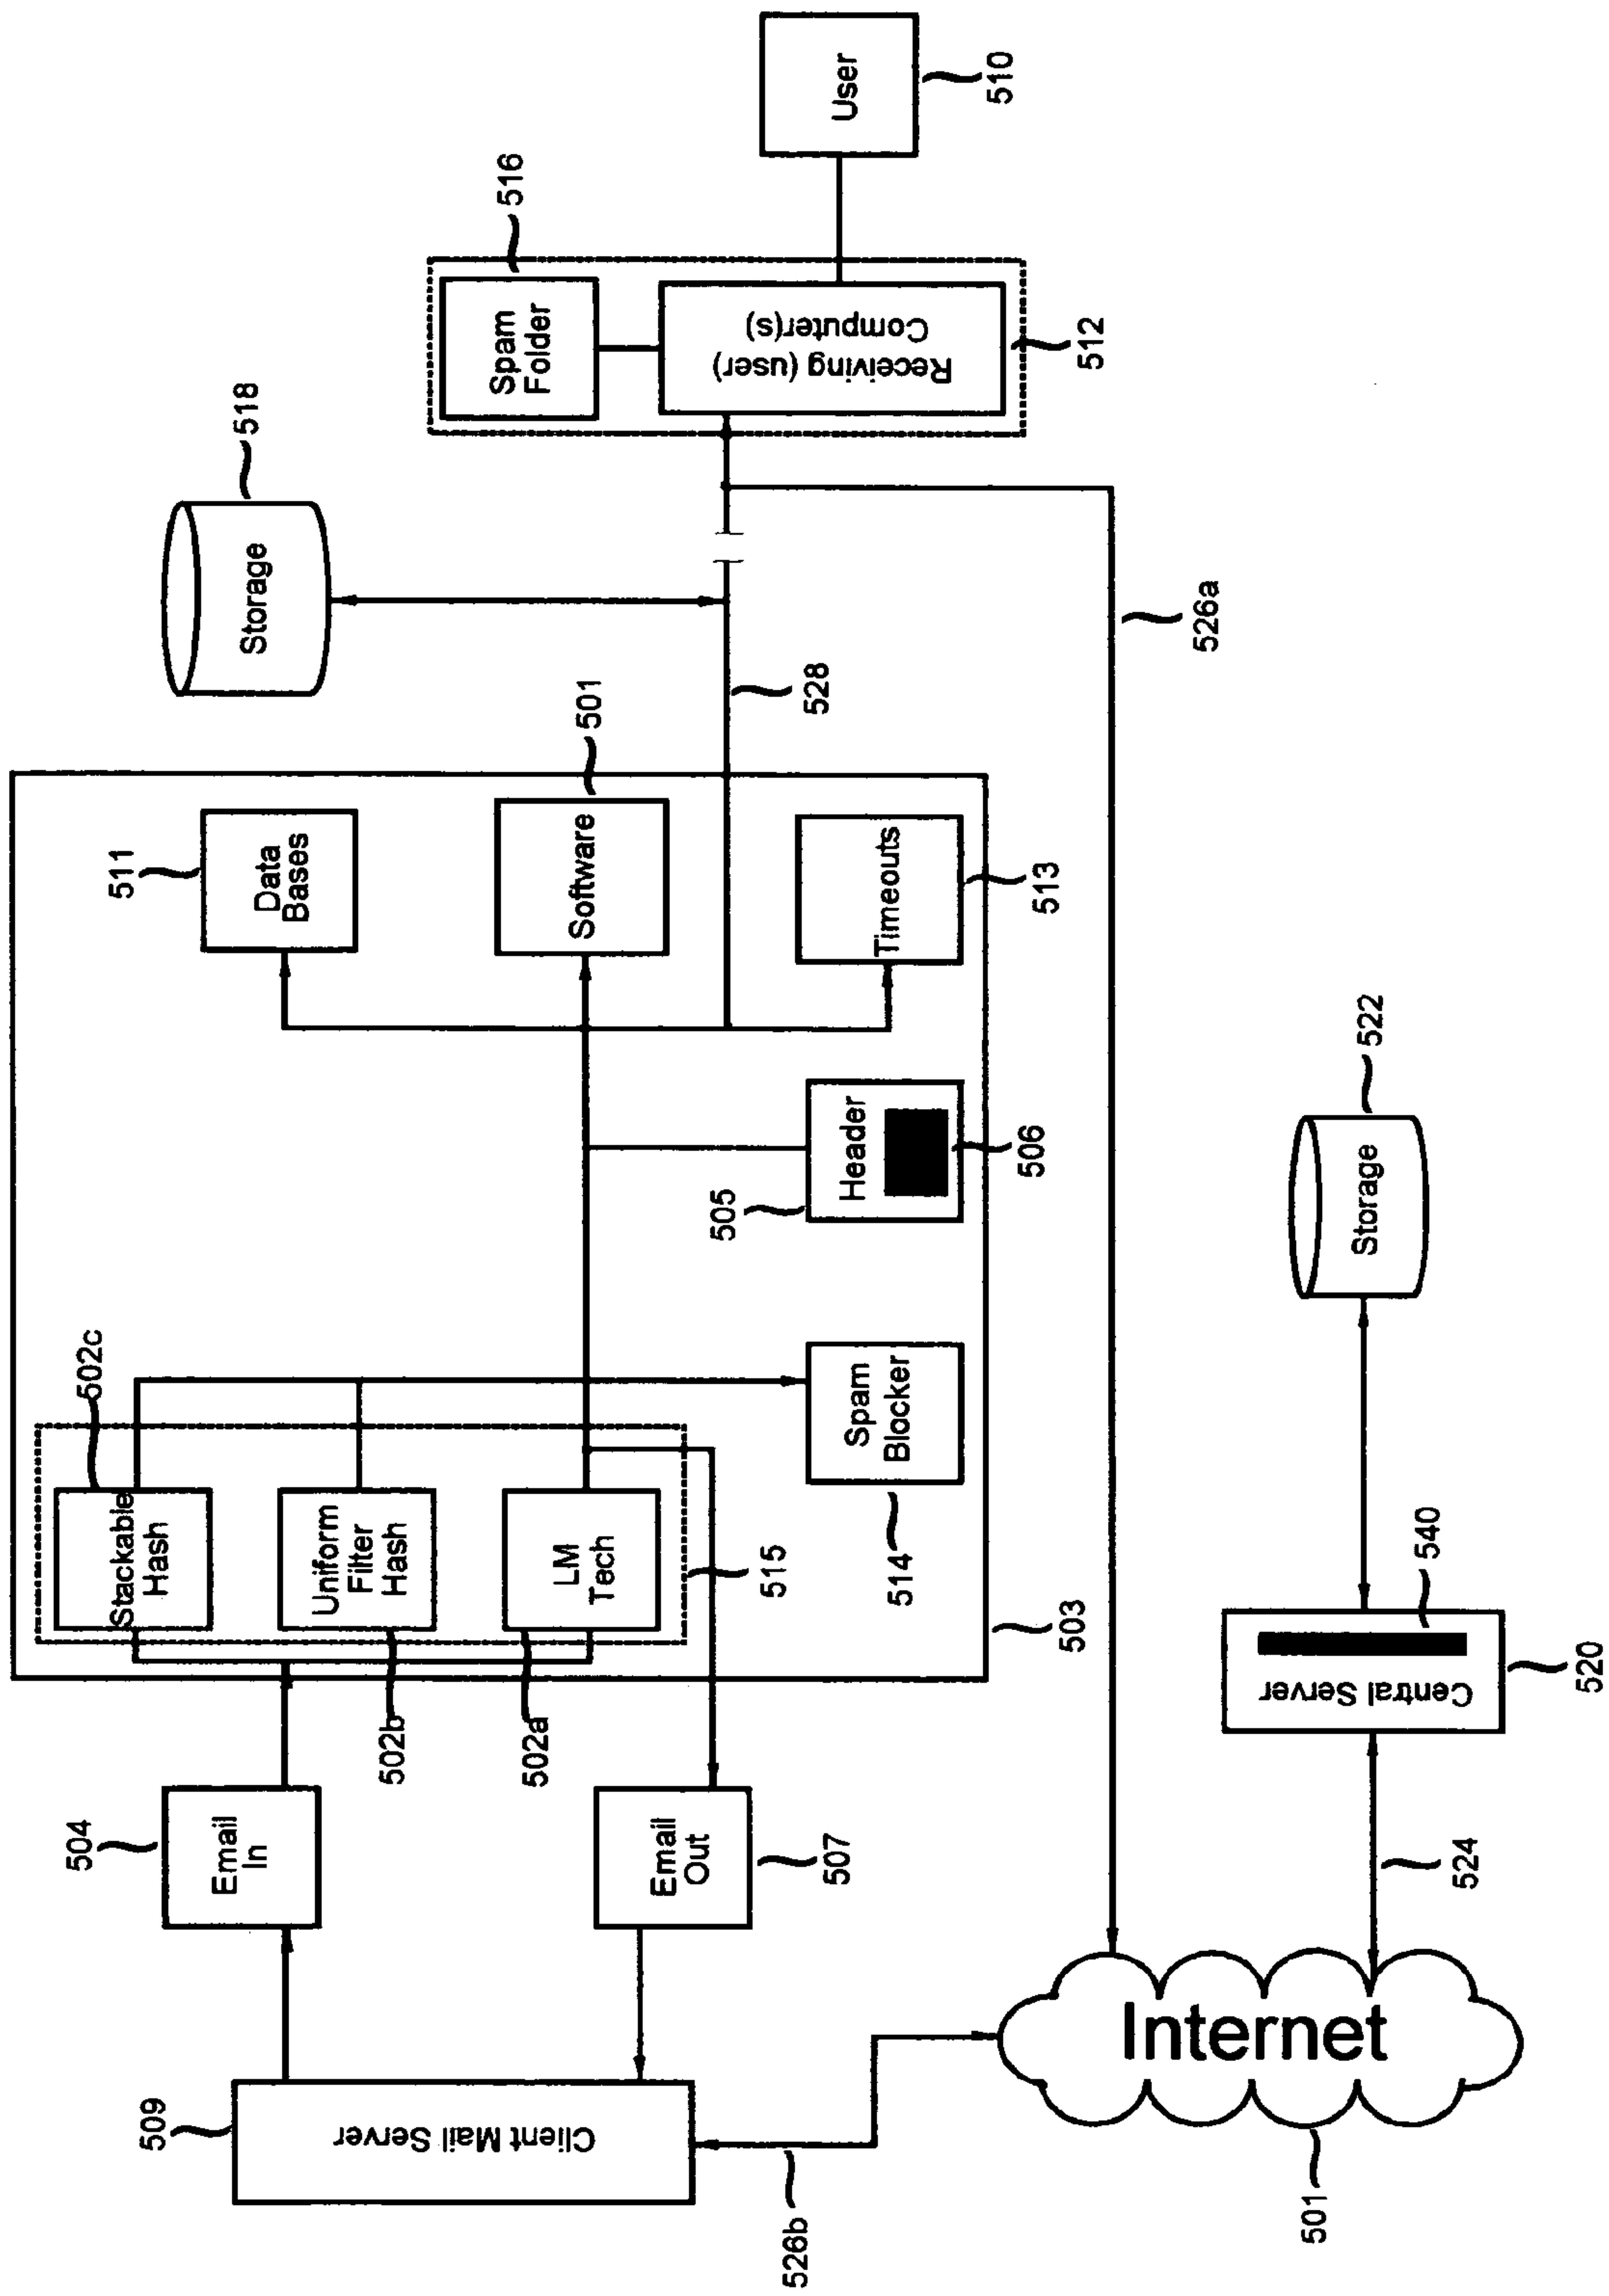 509
Client Mail Server
504
Email
In
Email
Out
507
526b
Internet
501
524
Central Server
540
520
Storage
522
502c
Stackable
Hash
Uniform
Filter
Hash
502b
LM
Tech
502a
515
Spam
Blocker
514
503
505
Header
506
511
Data
Bases
Software
501
Timeouts
513
528
Storage
518
526a
Spam
Folder
516
Receiving (user)
Computer(s)
512
User
510